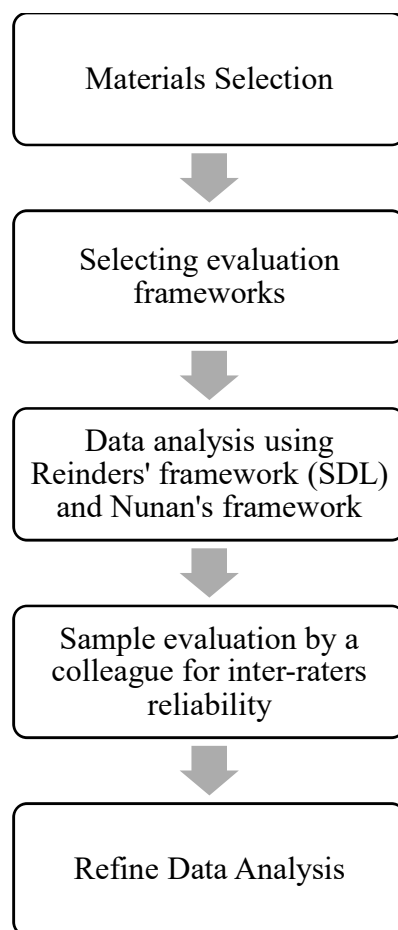 Materials Selection
Selecting evaluation
frameworks
Data analysis using
Reinders' framework (SDL)
and Nunan's framework
Sample evaluation by a
colleague for inter-raters
reliability
Refine Data Analysis